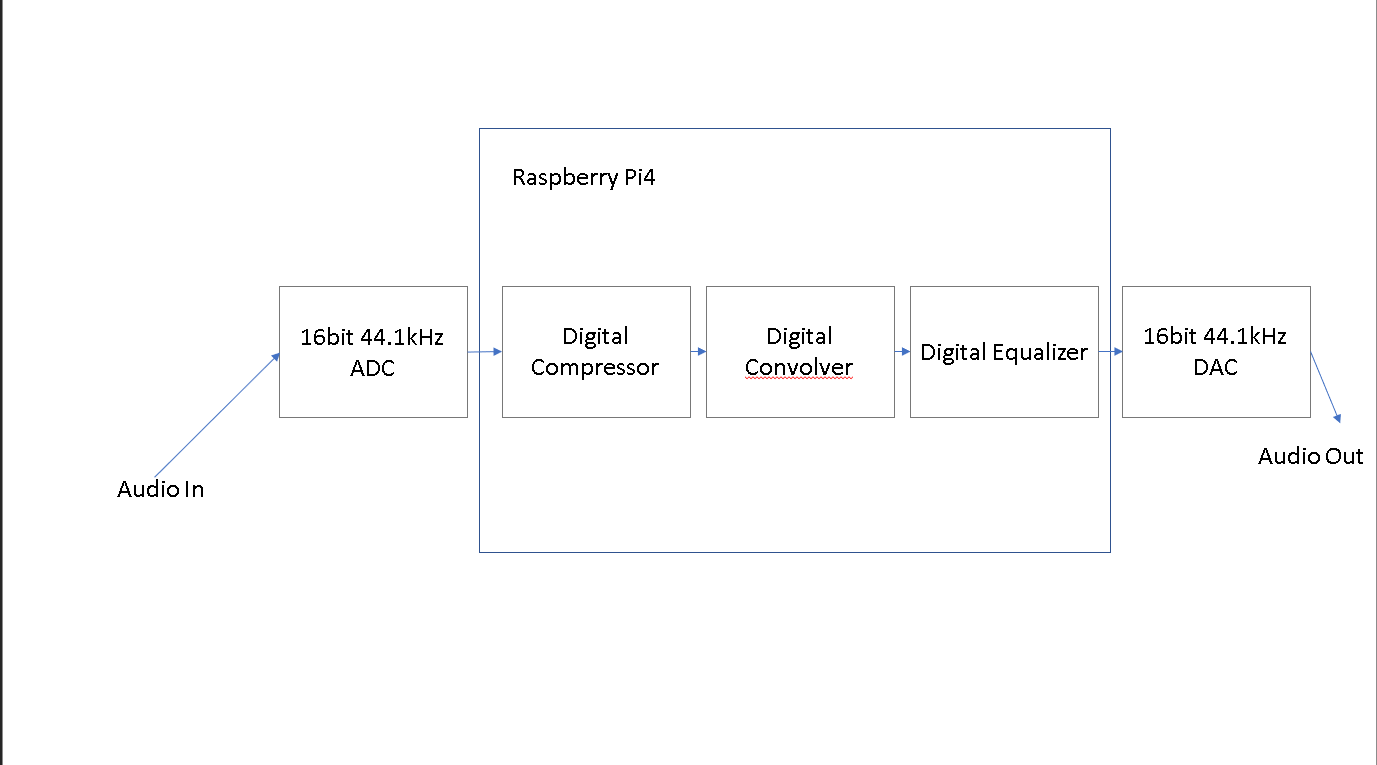 Raspberry Pi4
16bit 44.1kHz
ADC
Digital
Compressor
Digital
Convolver
Digital Equalizer
16bit 44.1kHz
DAC
Audio In
Audio Out